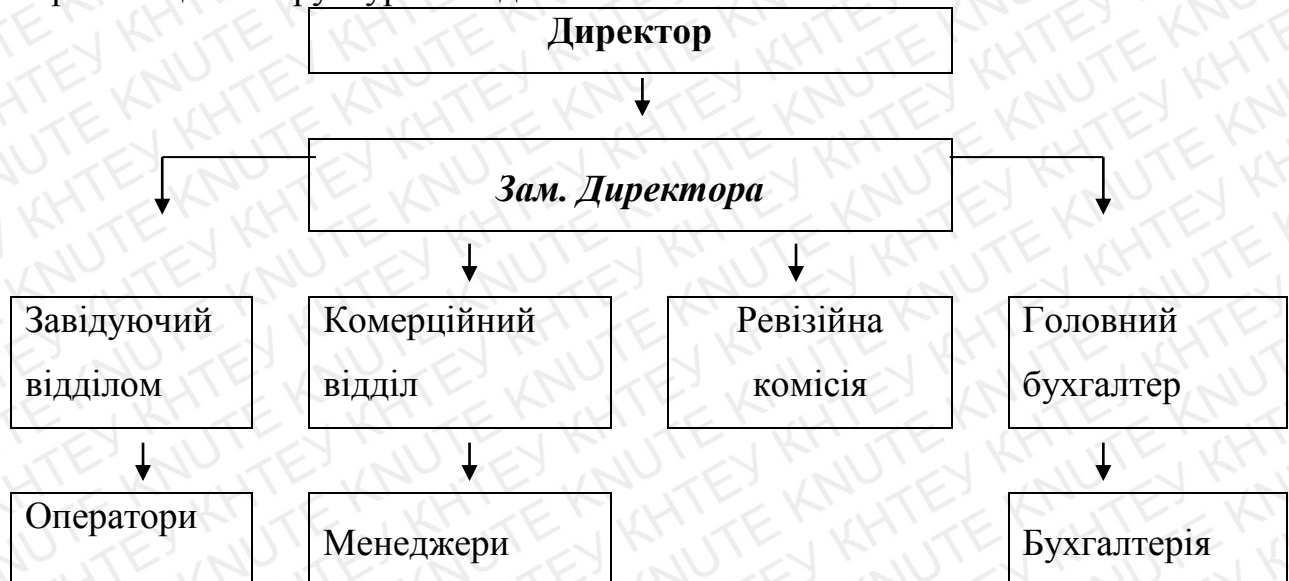 Директор
Зам. Директора
Завідуючий
відділом
Комерційний
відділ
Ревізійна
комісія
Головний
бухгалтер
Оператори
Менеджери
Бухгалтерія